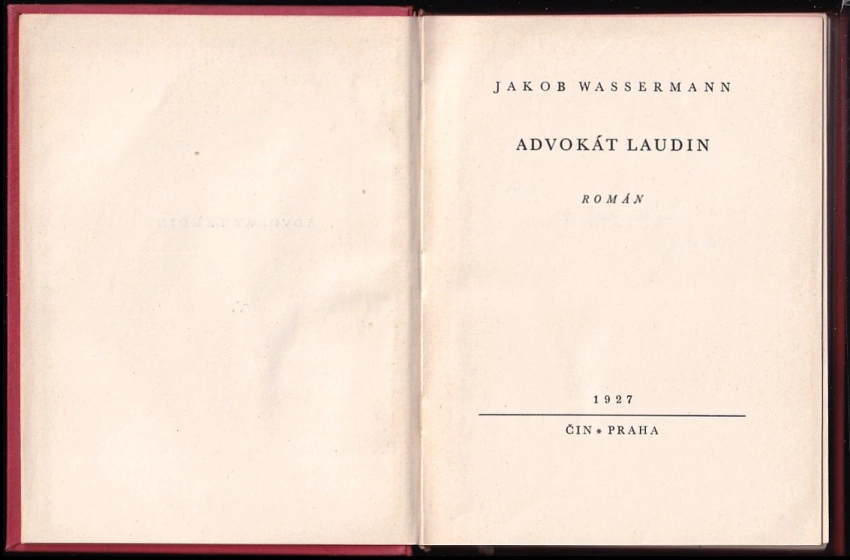 JAKOB WASSERMANN
ADVOKÁT LAUDIN
ROMÁN
1927
ČIN * PRAHA